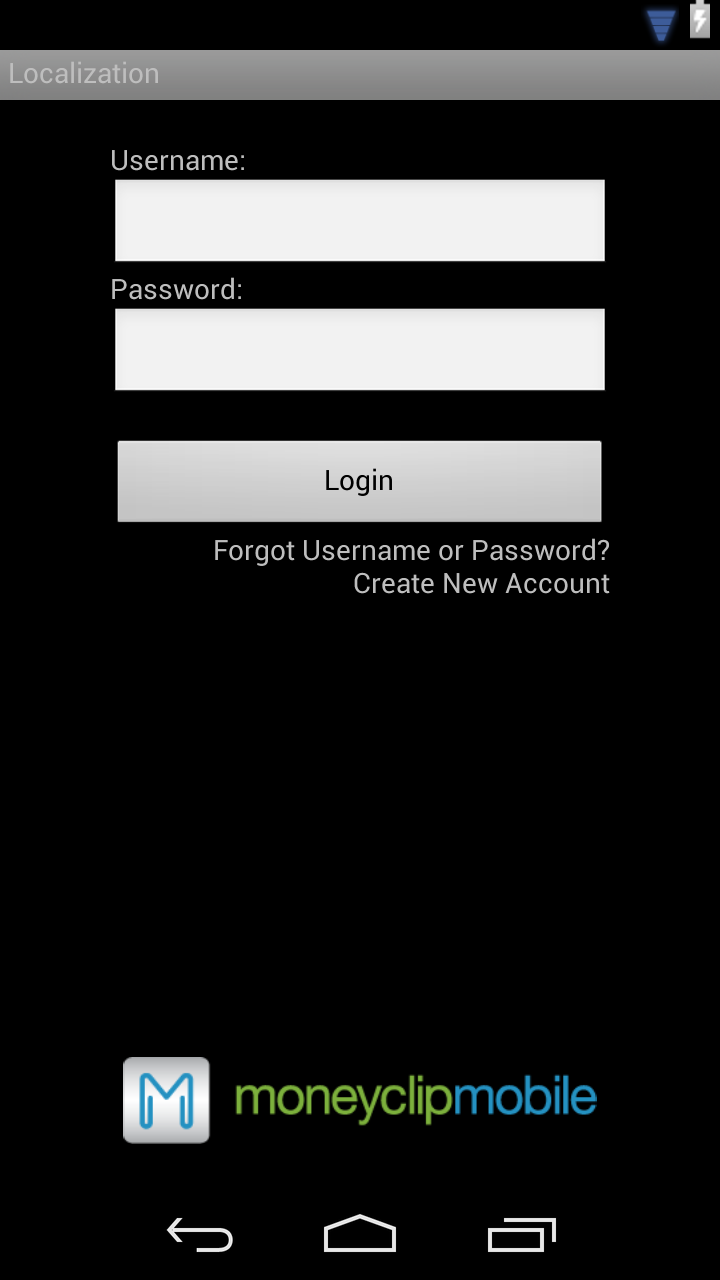 Localization
Username:
Password:
Login
Forgot Username or Password?
Create New Account
moneyclipmobile